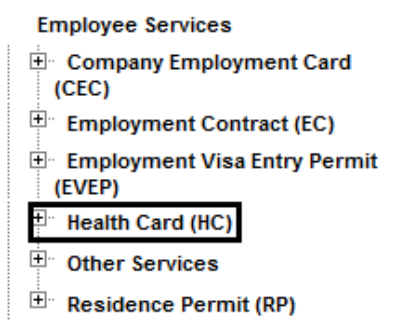 Employee Services
Company Employment Card
(CEC)
Employment Contract (EC)
Employment Visa Entry Permit
(EVEP)
Health Card (HC)
Other Services
Residence Permit (RP)